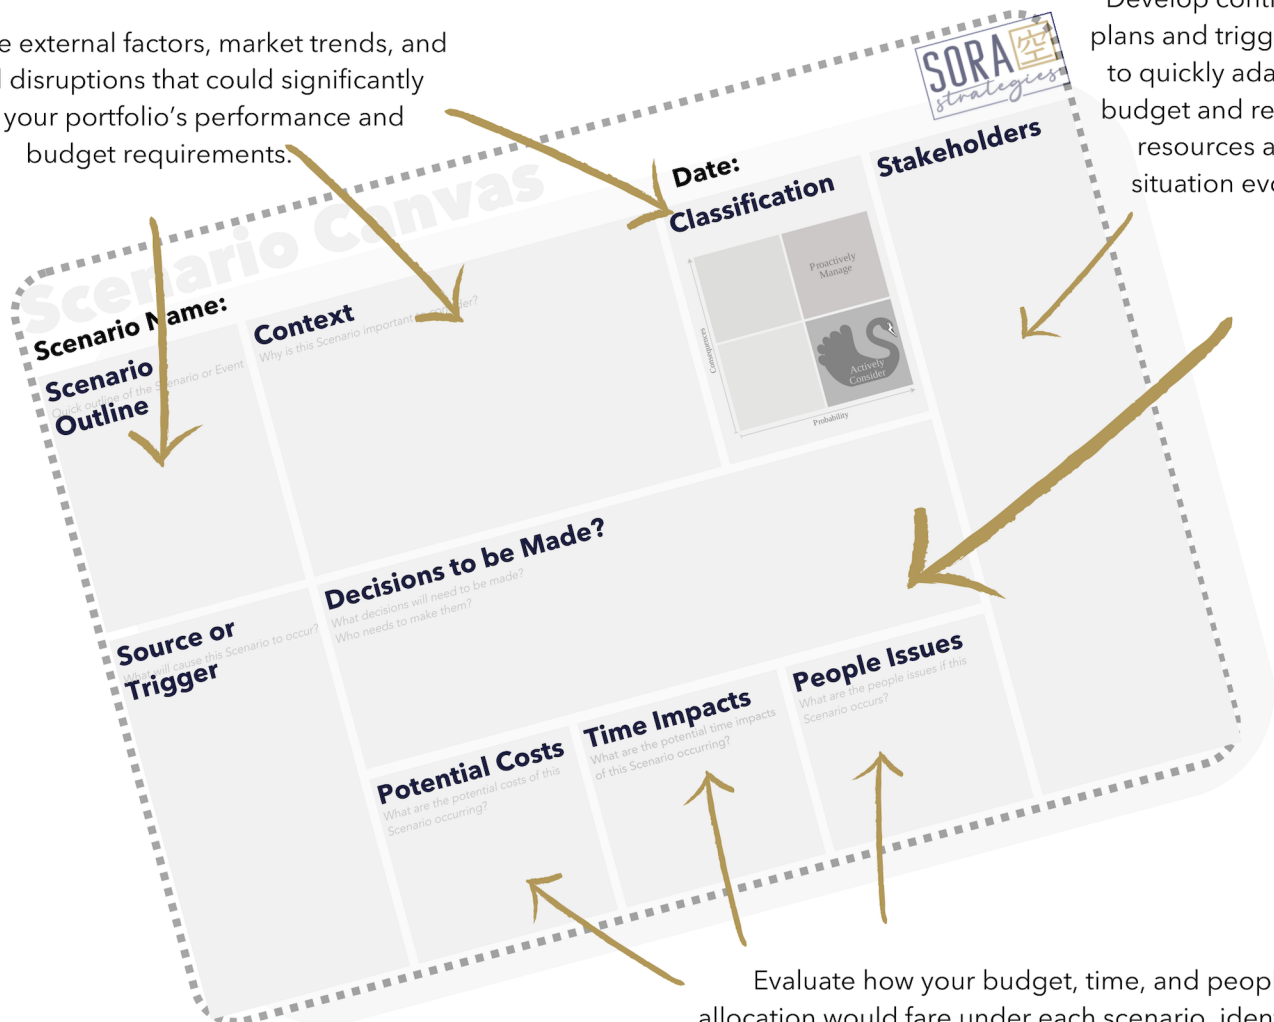 e external factors, market trends, and
disruptions that could significantly
your portfolio's performance and
budget requirements.
plans and trigg
to quickly ada
budget and re
resources a
situation evo
SORA 空
strategies
Scenario Canvas
Scenario Name:
Date:
Scenario
Quick outline of the Scenario or Event
Outline
Context
Why is this Scenario important to consider?
Classification
Proactively
Manage
Actively
Consider
Consequences
Probability
Stakeholders
Source or
What will cause this Scenario to occur?
Trigger
Decisions to be Made?
What decisions will need to be made?
Who needs to make them?
Potential Costs
What are the potential costs of this
Scenario occurring?
Time Impacts
What are the potential time impacts
of this Scenario occurring?
People Issues
What are the people issues if this
Scenario occurs?
Evaluate how your budget, time, and peop
allocation would fare under each scenario, iden